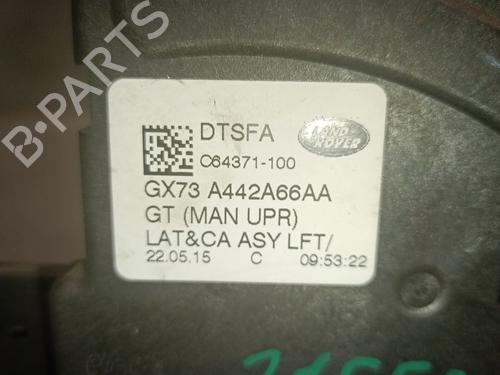 B-PARTS
DTSFA
LAND ROVER
C64371-100
GX73 A442A66AA
GT (MAN UPR)
LAT&CA ASY LFT/
22.05.15 C 09:53:22